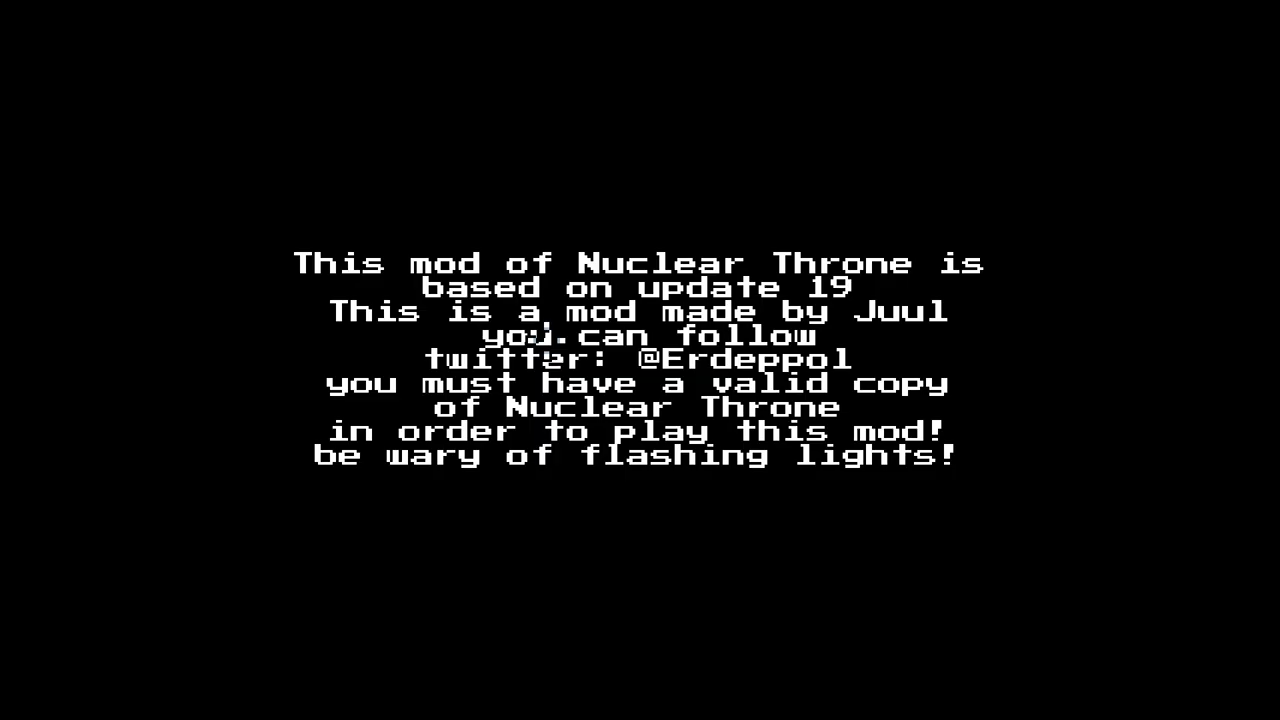 This mod of Nuclear Throne is
based on update 19
This is a mod made by Juul
you can follow
twitter: @Erdeppol
you must have a valid copy
of Nuclear Throne
in order to play this mod!
be wary of flashing lights!